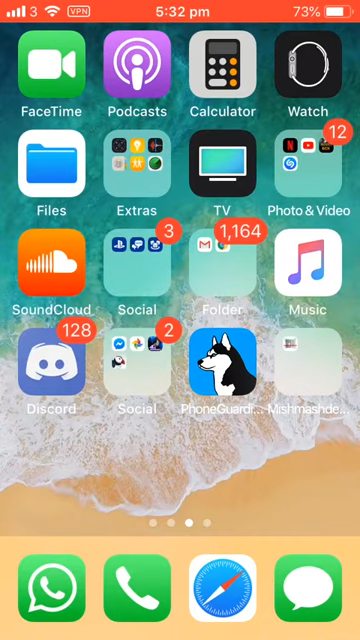 3 VPN 5:32 pm 73%
FaceTime Podcasts Calculator Watch
12
Files Extras TV Photo & Video
3 1,164
SoundCloud Social Folder Music
128 2
Discord Social PhoneGuardi... Mishmashde...